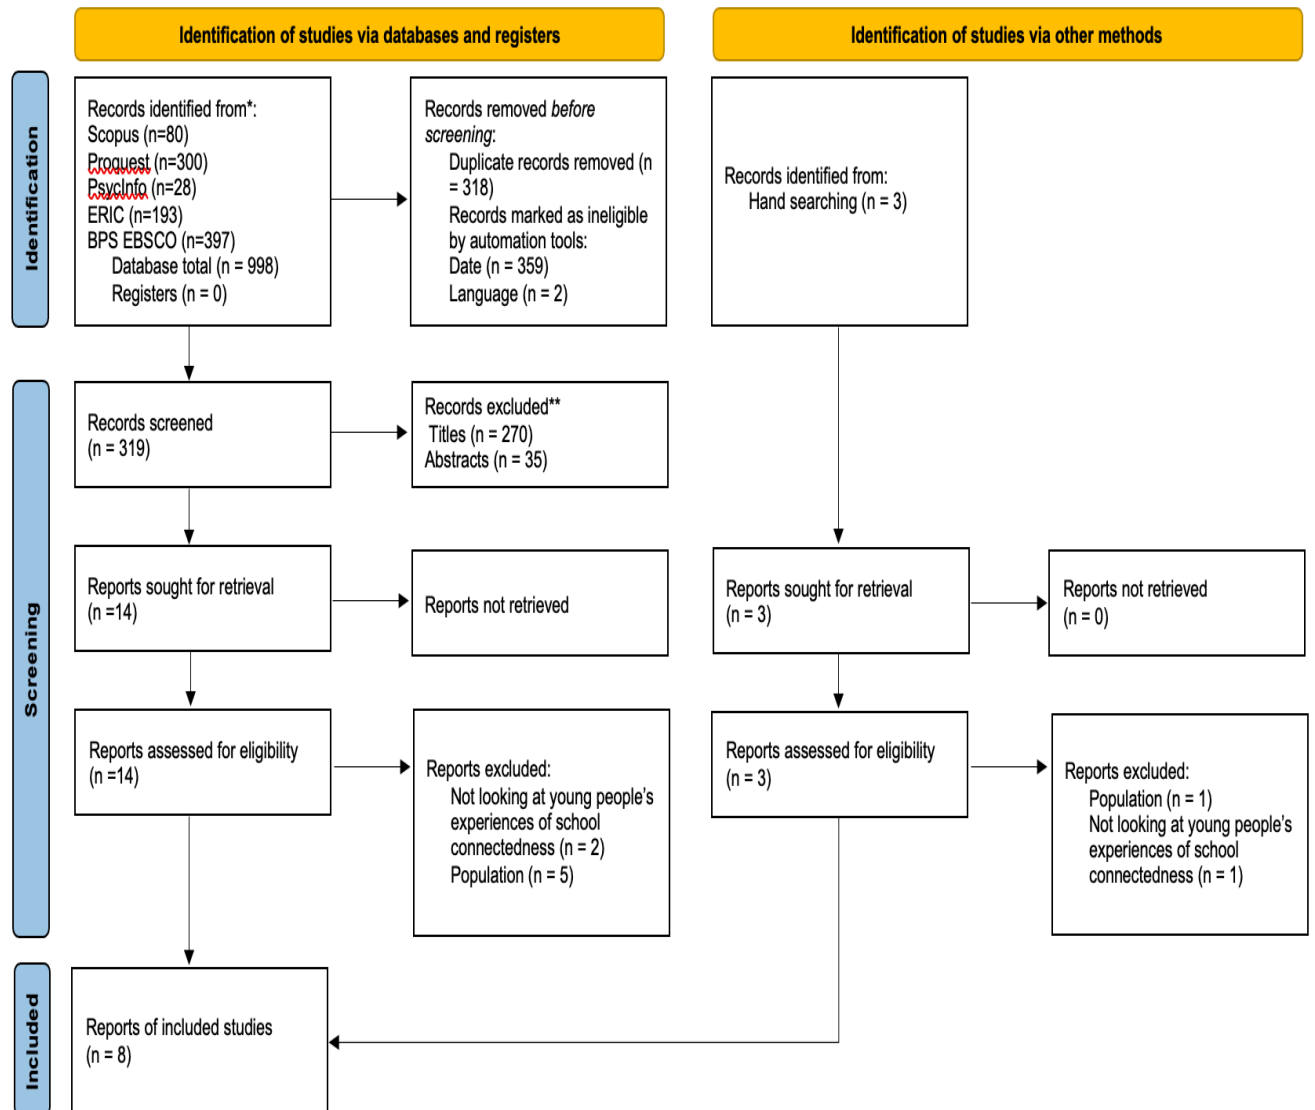 Identification of studies via databases and registers
Identification of studies via other methods
Identification
Records identified from*:
Scopus (n=80)
Proquest (n=300)
PsycInfo (n=28)
ERIC (n=193)
BPS EBSCO (n=397)
Database total (n = 998)
Registers (n = 0)
Records removed before
screening:
Duplicate records removed (n
= 318)
Records marked as ineligible
by automation tools:
Date (n = 359)
Language (n = 2)
Records identified from:
Hand searching (n = 3)
Screening
Records screened
(n = 319)
Records excluded**
Titles (n = 270)
Abstracts (n = 35)
Reports sought for retrieval
(n =14)
Reports not retrieved
Reports sought for retrieval
(n = 3)
Reports not retrieved
(n = 0)
Reports assessed for eligibility
(n =14)
Reports excluded:
Not looking at young people’s
experiences of school
connectedness (n = 2)
Population (n = 5)
Reports assessed for eligibility
(n = 3)
Reports excluded:
Population (n = 1)
Not looking at young people’s
experiences of school
connectedness (n = 1)
Included
Reports of included studies
(n = 8)